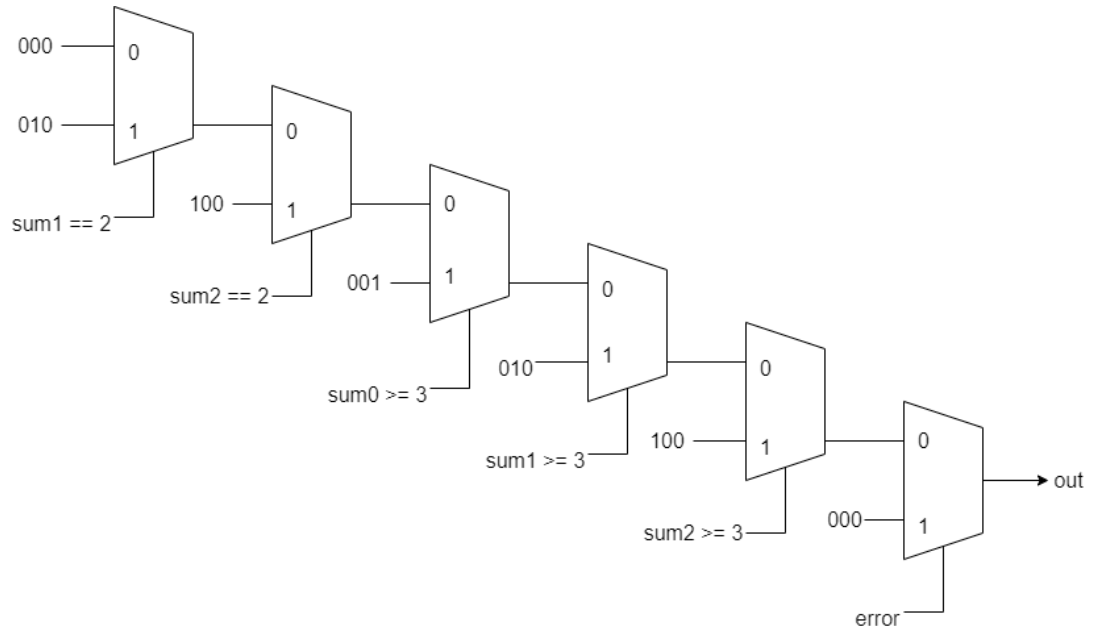 000
0
010
1
sum1 == 2
0
100
1
sum2 == 2
0
001
1
sum0 >= 3
0
010
1
sum1 >= 3
0
100
1
sum2 >= 3
0
000
1
error
out